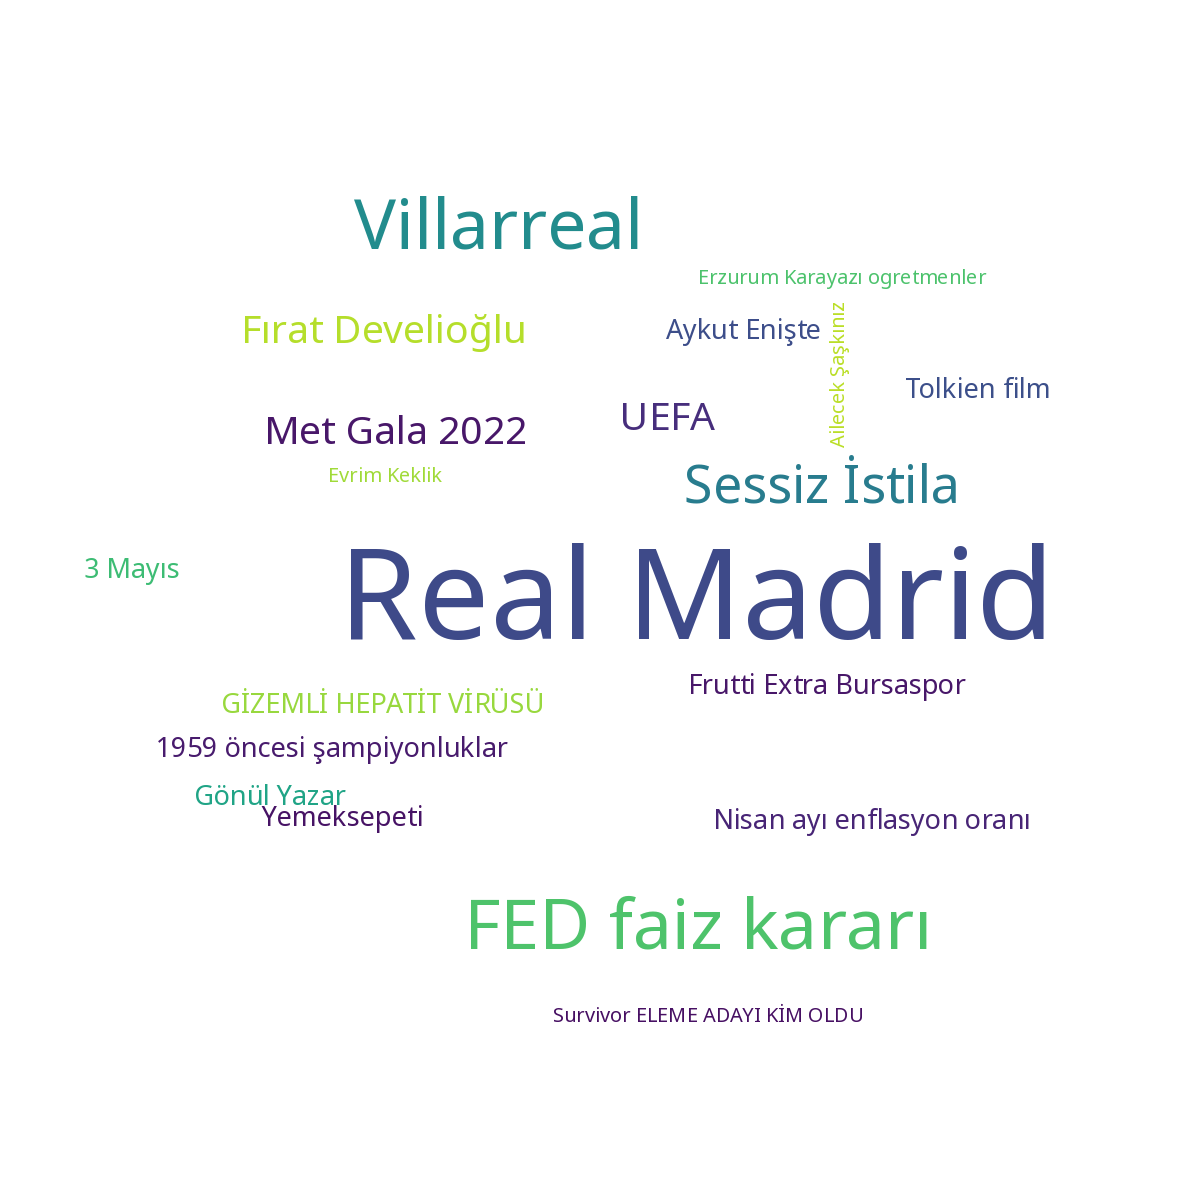 Villarreal
Erzurum Karayazı ogretmenler
Fırat Develioğlu
Aykut Enişte
Ailecek Şaşkınız
Tolkien film
Met Gala 2022
UEFA
Evrim Keklik
Sessiz İstila
3 Mayıs
Real Madrid
GİZEMLİ HEPATİT VİRÜSÜ
Frutti Extra Bursaspor
1959 öncesi şampiyonluklar
Gönül Yazar
Yemeksepeti
Nisan ayı enflasyon oranı
FED faiz kararı
Survivor ELEME ADAYI KİM OLDU